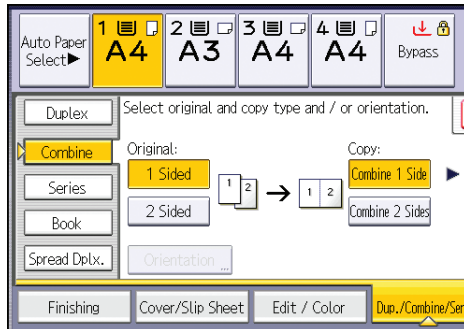 Auto Paper
Select▶
1
A4
2
A3
3
A4
4
A4
Bypass
Duplex
Select original and copy type and / or orientation.
Combine
Original:
Copy:
1 Sided
Combine 1 Side
Series
1 2
1 2
2 Sided
Combine 2 Sides
Book
Spread Dplx.
Orientation ...
Finishing
Cover/Slip Sheet
Edit / Color
Dup./Combine/Ser